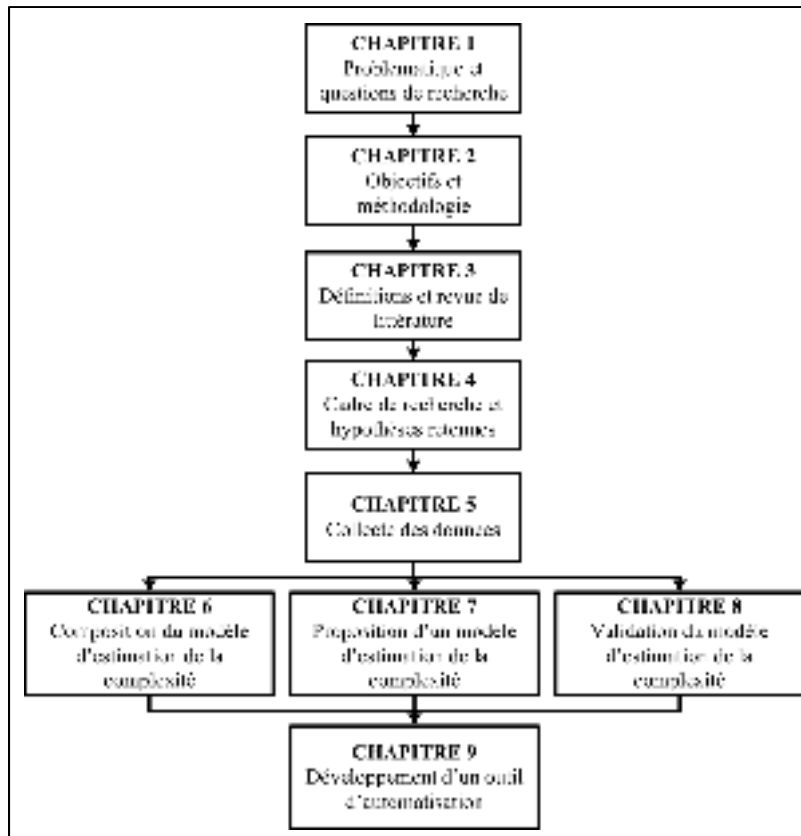 CHAPITRE 1
Problématique et
questions de recherche
CHAPITRE 2
Objectifs et
méthodologie
CHAPITRE 3
Définitions et revue de
littérature
CHAPITRE 4
Cadre de recherche et
hypothèses retenues
CHAPITRE 5
Collecte des données
CHAPITRE 6
Composition du modèle
d'estimation de la
complexité
CHAPITRE 7
Proposition d'un modèle
d'estimation de la
complexité
CHAPITRE 8
Validation du modèle
d'estimation de la
complexité
CHAPITRE 9
Développement d'un outil
d'automatisation